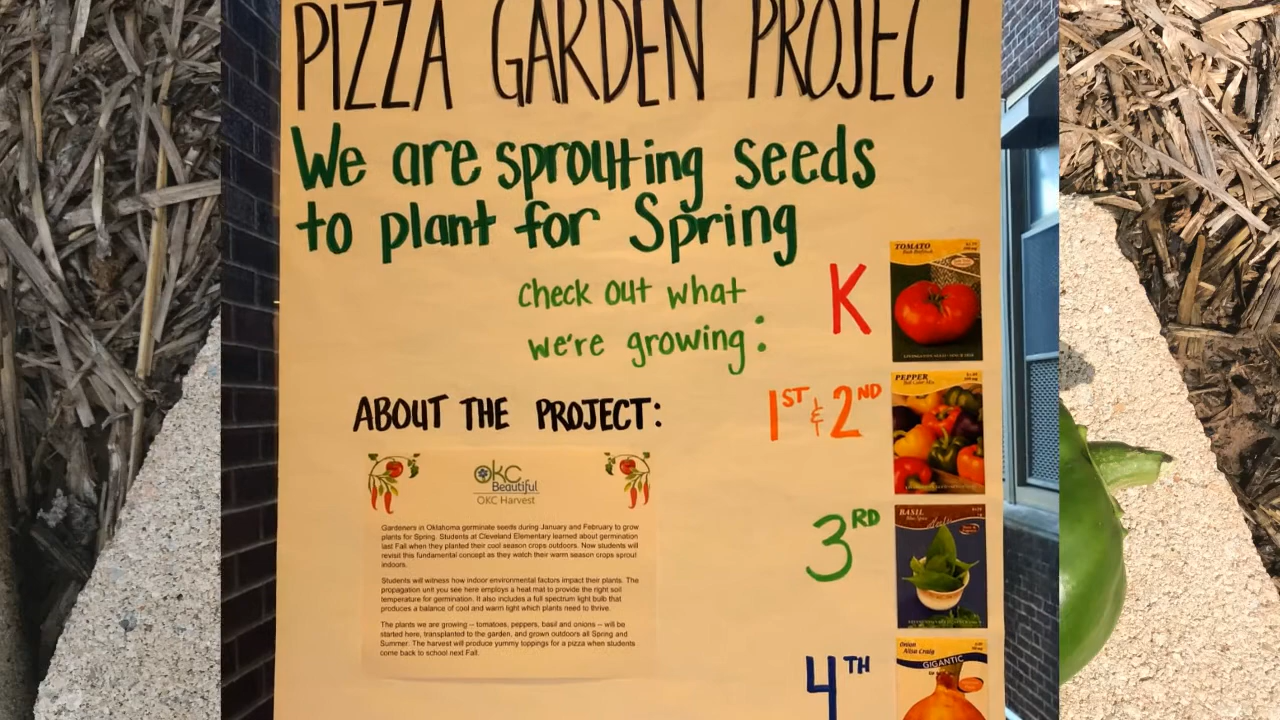 PIZZA GARDEN PROJECT
We are sprouting seeds
to plant for Spring
check out what
we're growing:
K
TOMATO
1ST & 2ND
PEPPER
3RD
BASIL
4TH
Onion
Ailsa Craig
GIGANTIC
ABOUT THE PROJECT:
OKC
Beautiful
OKC Harvest
Gardeners in Oklahoma germinate seeds during January and February to grow
plants for Spring. Students at Cleveland Elementary learned about germination
last Fall when they planted their cool season crops outdoors. Now students will
revisit this fundamental concept as they watch their warm season crops sprout
indoors.
Students will witness how indoor environmental factors impact their plants. The
propagation unit you see here employs a heat mat to provide the right soil
temperature for germination. It also includes a full spectrum light bulb that
produces a balance of cool and warm light which plants need to thrive.
The plants we are growing -- tomatoes, peppers, basil and onions -- will be
started here, transplanted to the garden, and grown outdoors all Spring and
Summer. The harvest will produce yummy toppings for a pizza when students
come back to school next Fall.